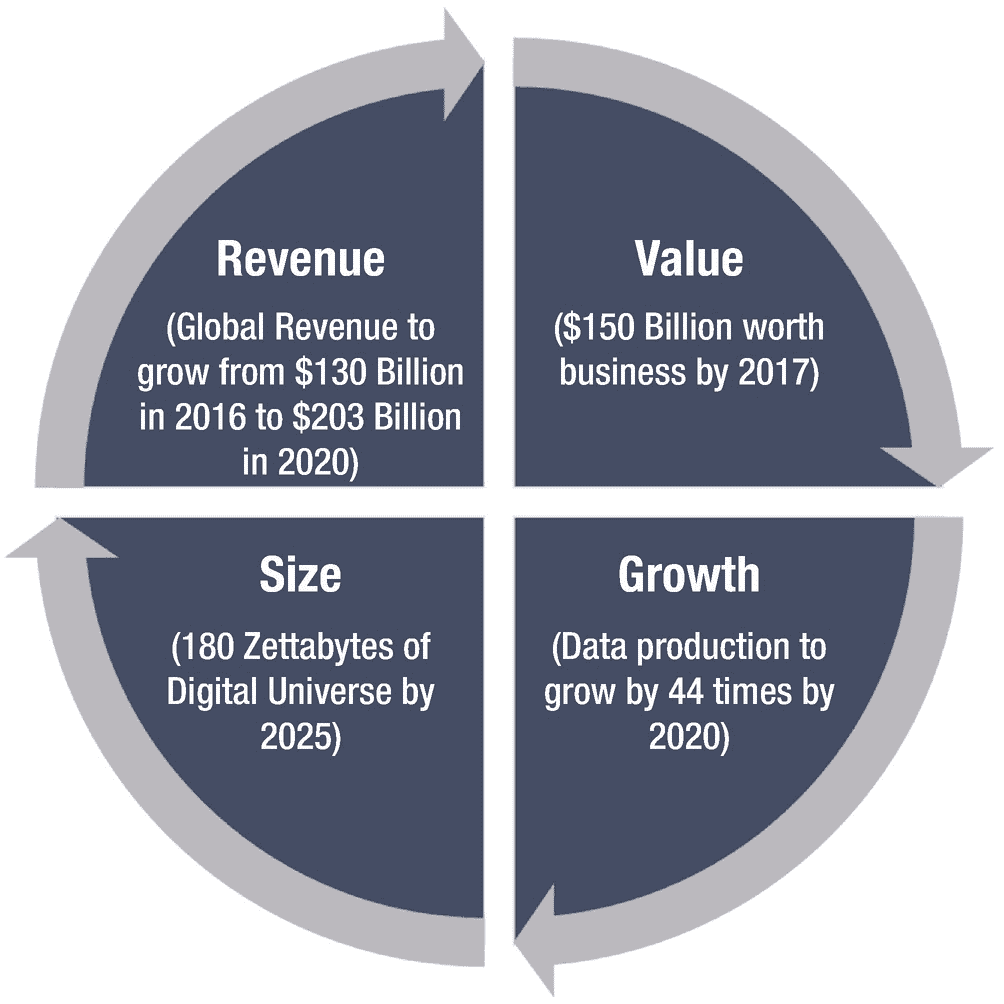 Revenue
(Global Revenue to
grow from $130 Billion
in 2016 to $203 Billion
in 2020)
Value
($150 Billion worth
business by 2017)
Size
(180 Zettabytes of
Digital Universe by
2025)
Growth
(Data production to
grow by 44 times by
2020)